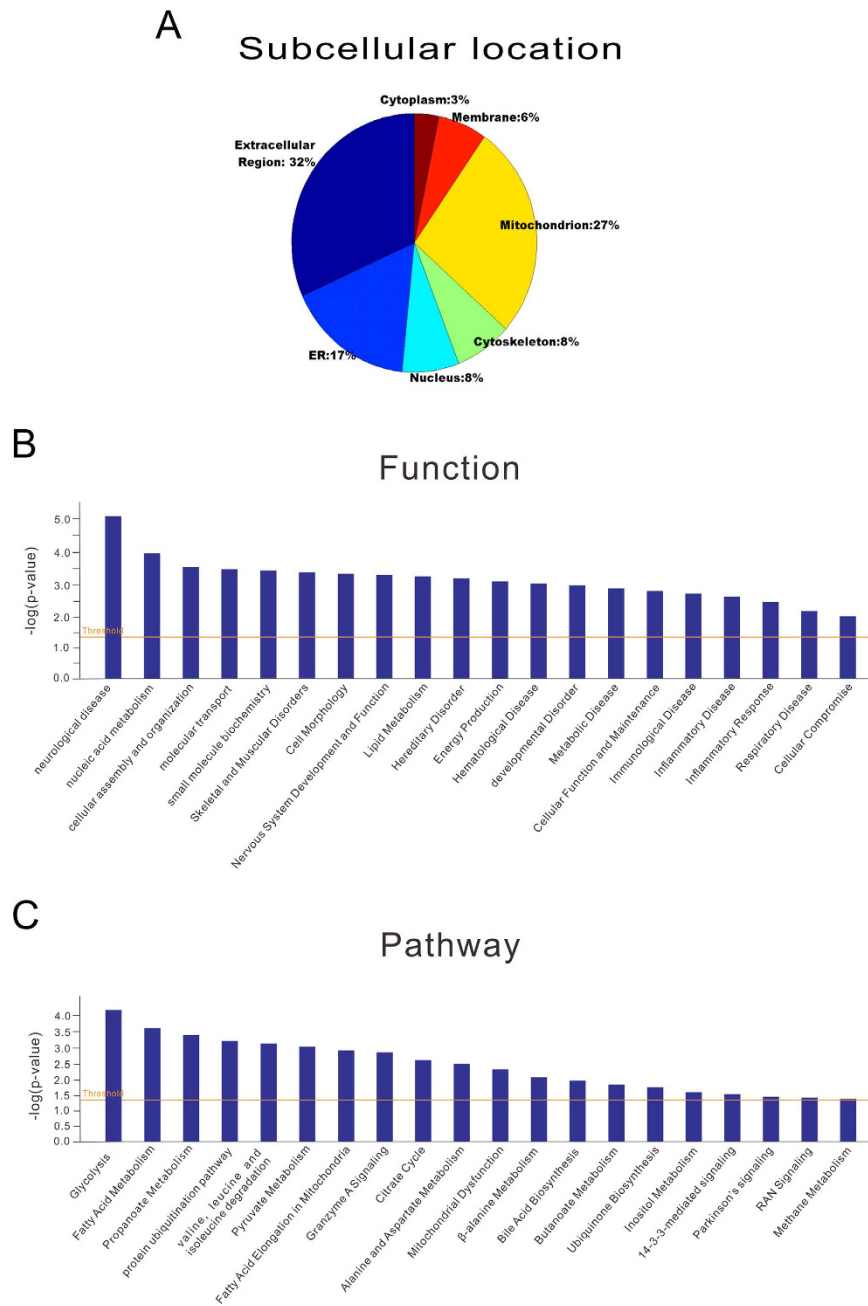 A
Subcellular location
Cytoplasm:3%
Membrane:6%
Extracellular
Region: 32%
Mitochondrion:27%
Cytoskeleton:8%
ER:17%
Nucleus:8%
B
Function
-log(p-value)
5.0
4.0
3.0
2.0
1.0
0.0
Threshold
neurological disease
nucleic acid metabolism
cellular assembly and organization
molecular transport
small molecule biochemistry
Skeletal and Muscular Disorders
Cell Morphology
Nervous System Development and Function
Lipid Metabolism
Hereditary Disorder
Energy Production
Hematological Disease
developmental Disorder
Metabolic Disease
Cellular Function and Maintenance
Immunological Disease
Inflammatory Disease
Inflammatory Response
Respiratory Disease
Cellular Compromise
C
Pathway
-log(p-value)
4.0
3.5
3.0
2.5
2.0
1.5
1.0
0.5
0.0
Threshold
Glycolysis
Fatty Acid Metabolism
Propanoate Metabolism
protein ubiquitination pathway
valine, leucine and
isoleucine degradation
Pyruvate Metabolism
Fatty Acid Elongation in Mitochondria
Granzyme A Signaling
Citrate Cycle
Alanine and Aspartate Metabolism
Mitochondrial Dysfunction
β-alanine Metabolism
Bile Acid Biosynthesis
Butanoate Metabolism
Ubiquinone Biosynthesis
Inositol Metabolism
14-3-3-mediated signaling
Parkinson's signaling
RAN Signaling
Methane Metabolism